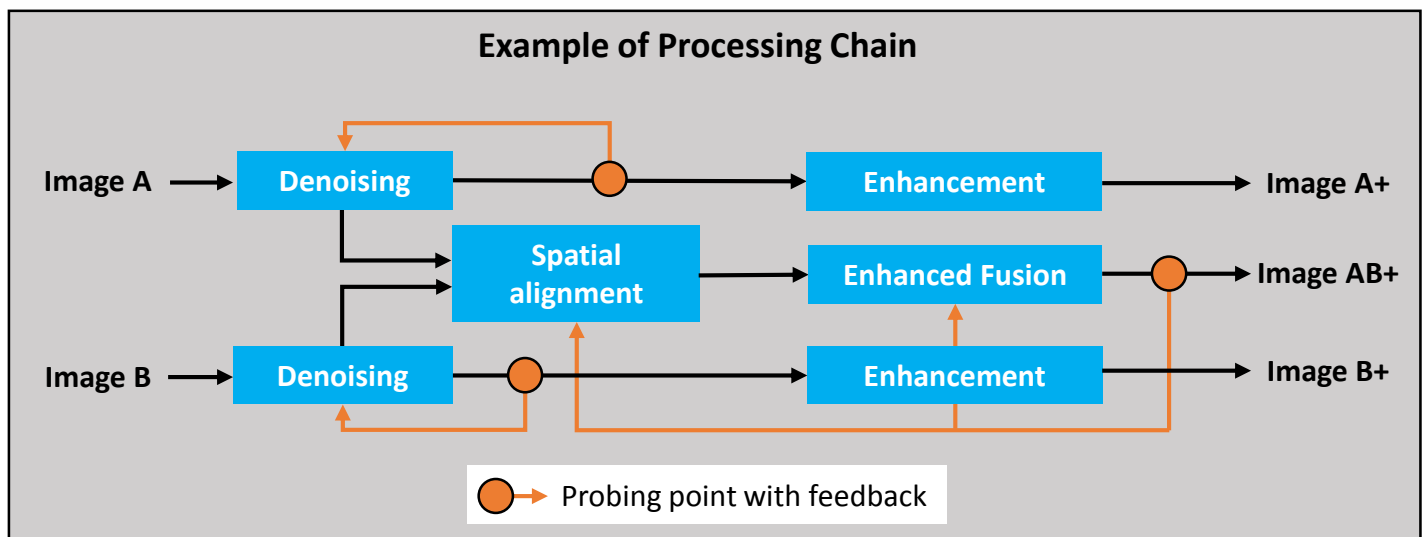 Example of Processing Chain
Image A
Denoising
Enhancement
Image A+
Spatial
alignment
Enhanced Fusion
Image AB+
Image B
Denoising
Enhancement
Image B+
Probing point with feedback